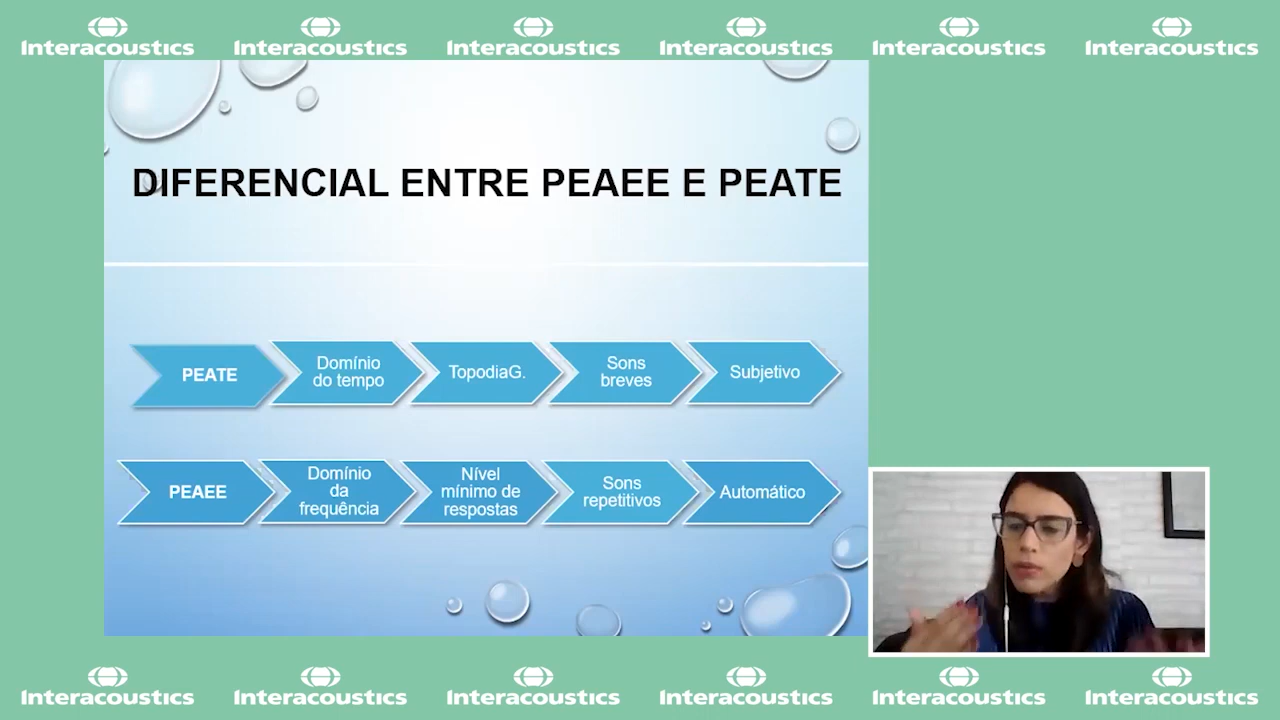 Interacoustics Interacoustics Interacoustics Interacoustics Interacoustics Interacoustics
DIFERENCIAL ENTRE PEAEE E PEATE
PEATE
Domínio
do tempo
TopodiaG.
Sons
breves
Subjetivo
PEAEE
Domínio
da
frequência
Nível
mínimo de
respostas
Sons
repetitivos
Automático
Interacoustics Interacoustics Interacoustics Interacoustics Interacoustics Interacoustics